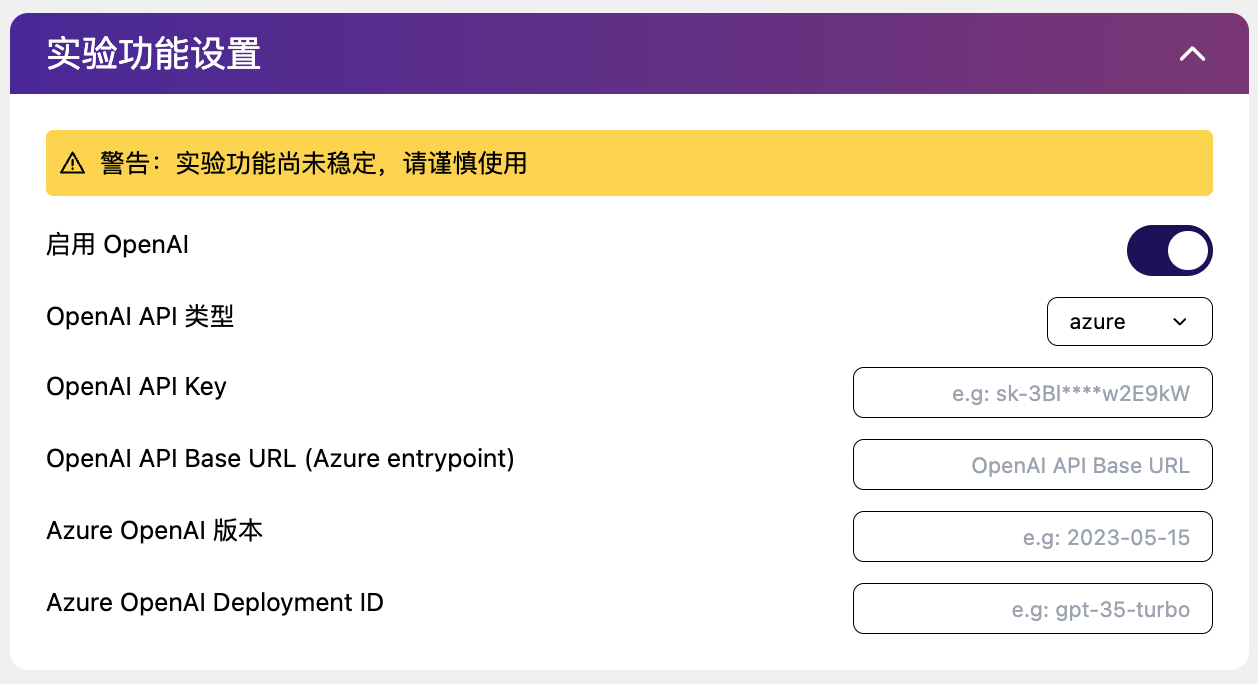 实验功能设置
警告：实验功能尚未稳定，请谨慎使用
启用 OpenAI
OpenAI API 类型
azure
OpenAI API Key
e.g: sk-3Bl****w2E9kW
OpenAI API Base URL (Azure entrypoint)
OpenAI API Base URL
Azure OpenAI 版本
e.g: 2023-05-15
Azure OpenAI Deployment ID
e.g: gpt-35-turbo